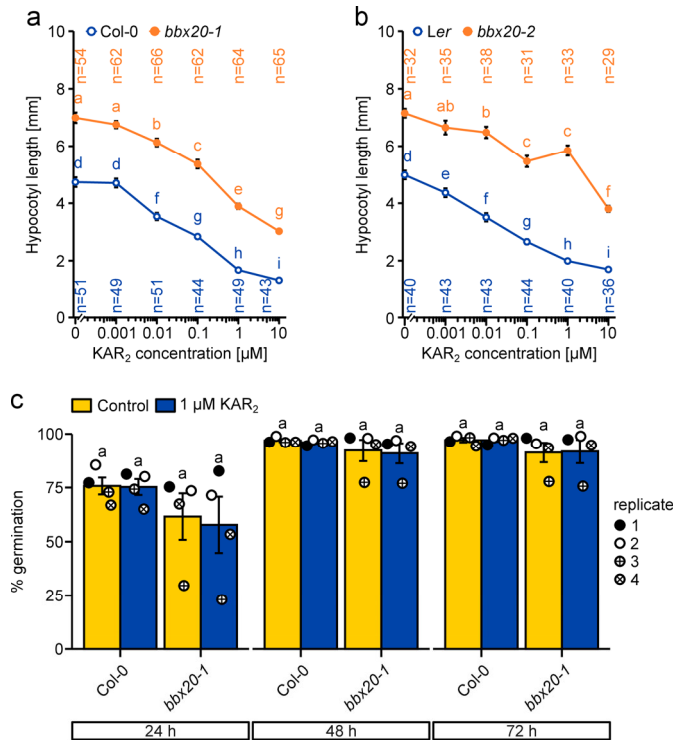 a
Col-0 bbx20-1
Hypocotyl length [mm]
10
8
6
4
2
0
n=54 n=62 n=66 n=62 n=64 n=65
a a b c e g
d d f g h i
n=51 n=49 n=51 n=44 n=49 n=43
0 0.001 0.01 0.1 1 10
KAR2 concentration [µM]
b
Ler bbx20-2
Hypocotyl length [mm]
10
8
6
4
2
0
n=32 n=35 n=38 n=31 n=33 n=29
a ab b c c f
d e f g h i
n=40 n=43 n=43 n=44 n=40 n=36
0 0.001 0.01 0.1 1 10
KAR2 concentration [µM]
c
Control 1 µM KAR2
% germination
100
75
50
25
0
a a a a a a a a a a a a
replicate
1
2
3
4
Col-0 bbx20-1 Col-0 bbx20-1 Col-0 bbx20-1
24 h 48 h 72 h